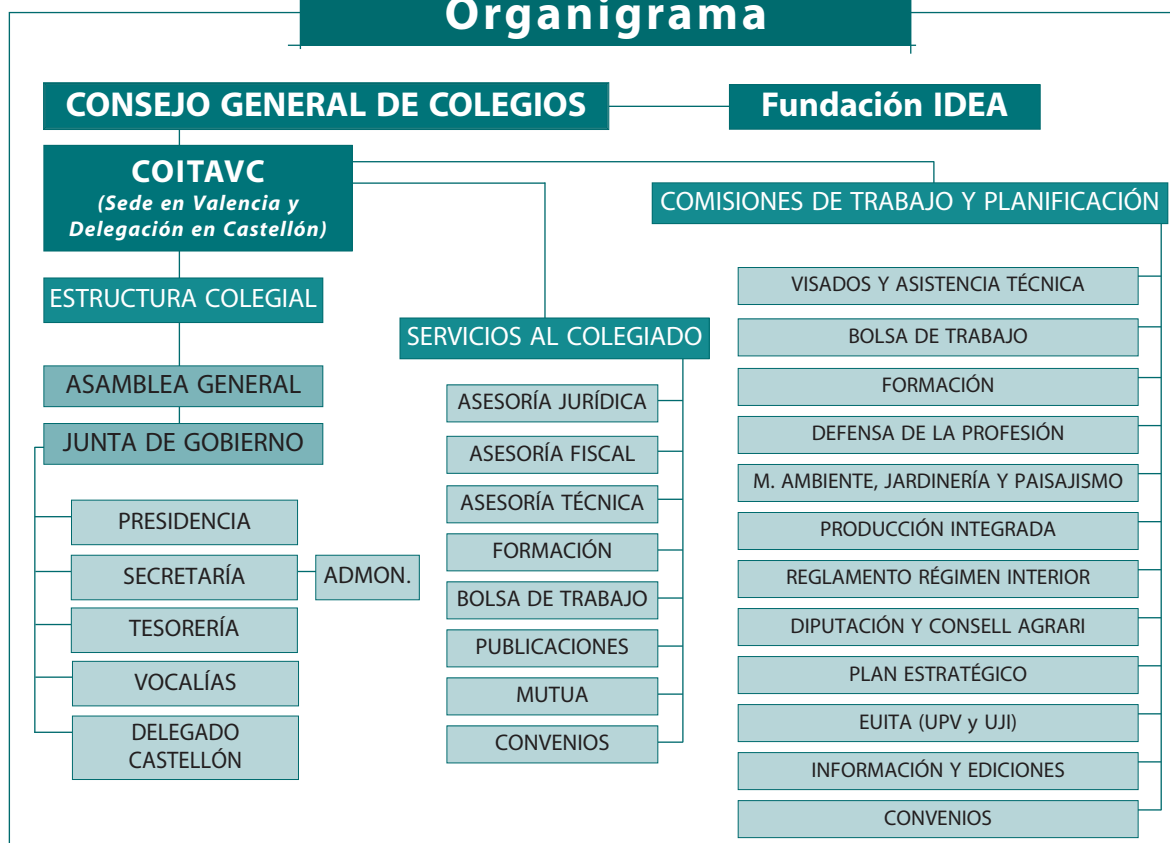 Organigrama
CONSEJO GENERAL DE COLEGIOS
Fundación IDEA
COITAVC
(Sede en Valencia y
Delegación en Castellón)
ESTRUCTURA COLEGIAL
ASAMBLEA GENERAL
JUNTA DE GOBIERNO
PRESIDENCIA
SECRETARÍA
ADMON.
TESORERÍA
VOCALÍAS
DELEGADO
CASTELLÓN
SERVICIOS AL COLEGIADO
ASESORÍA JURÍDICA
ASESORÍA FISCAL
ASESORÍA TÉCNICA
FORMACIÓN
BOLSA DE TRABAJO
PUBLICACIONES
MUTUA
CONVENIOS
COMISIONES DE TRABAJO Y PLANIFICACIÓN
VISADOS Y ASISTENCIA TÉCNICA
BOLSA DE TRABAJO
FORMACIÓN
DEFENSA DE LA PROFESIÓN
M. AMBIENTE, JARDINERÍA Y PAISAJISMO
PRODUCCIÓN INTEGRADA
REGLAMENTO RÉGIMEN INTERIOR
DIPUTACIÓN Y CONSELL AGRARI
PLAN ESTRATÉGICO
EUITA (UPV y UJI)
INFORMACIÓN Y EDICIONES
CONVENIOS